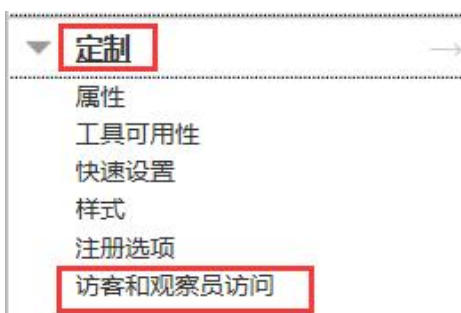 定制
属性
工具可用性
快速设置
样式
注册选项
访客和观察员访问